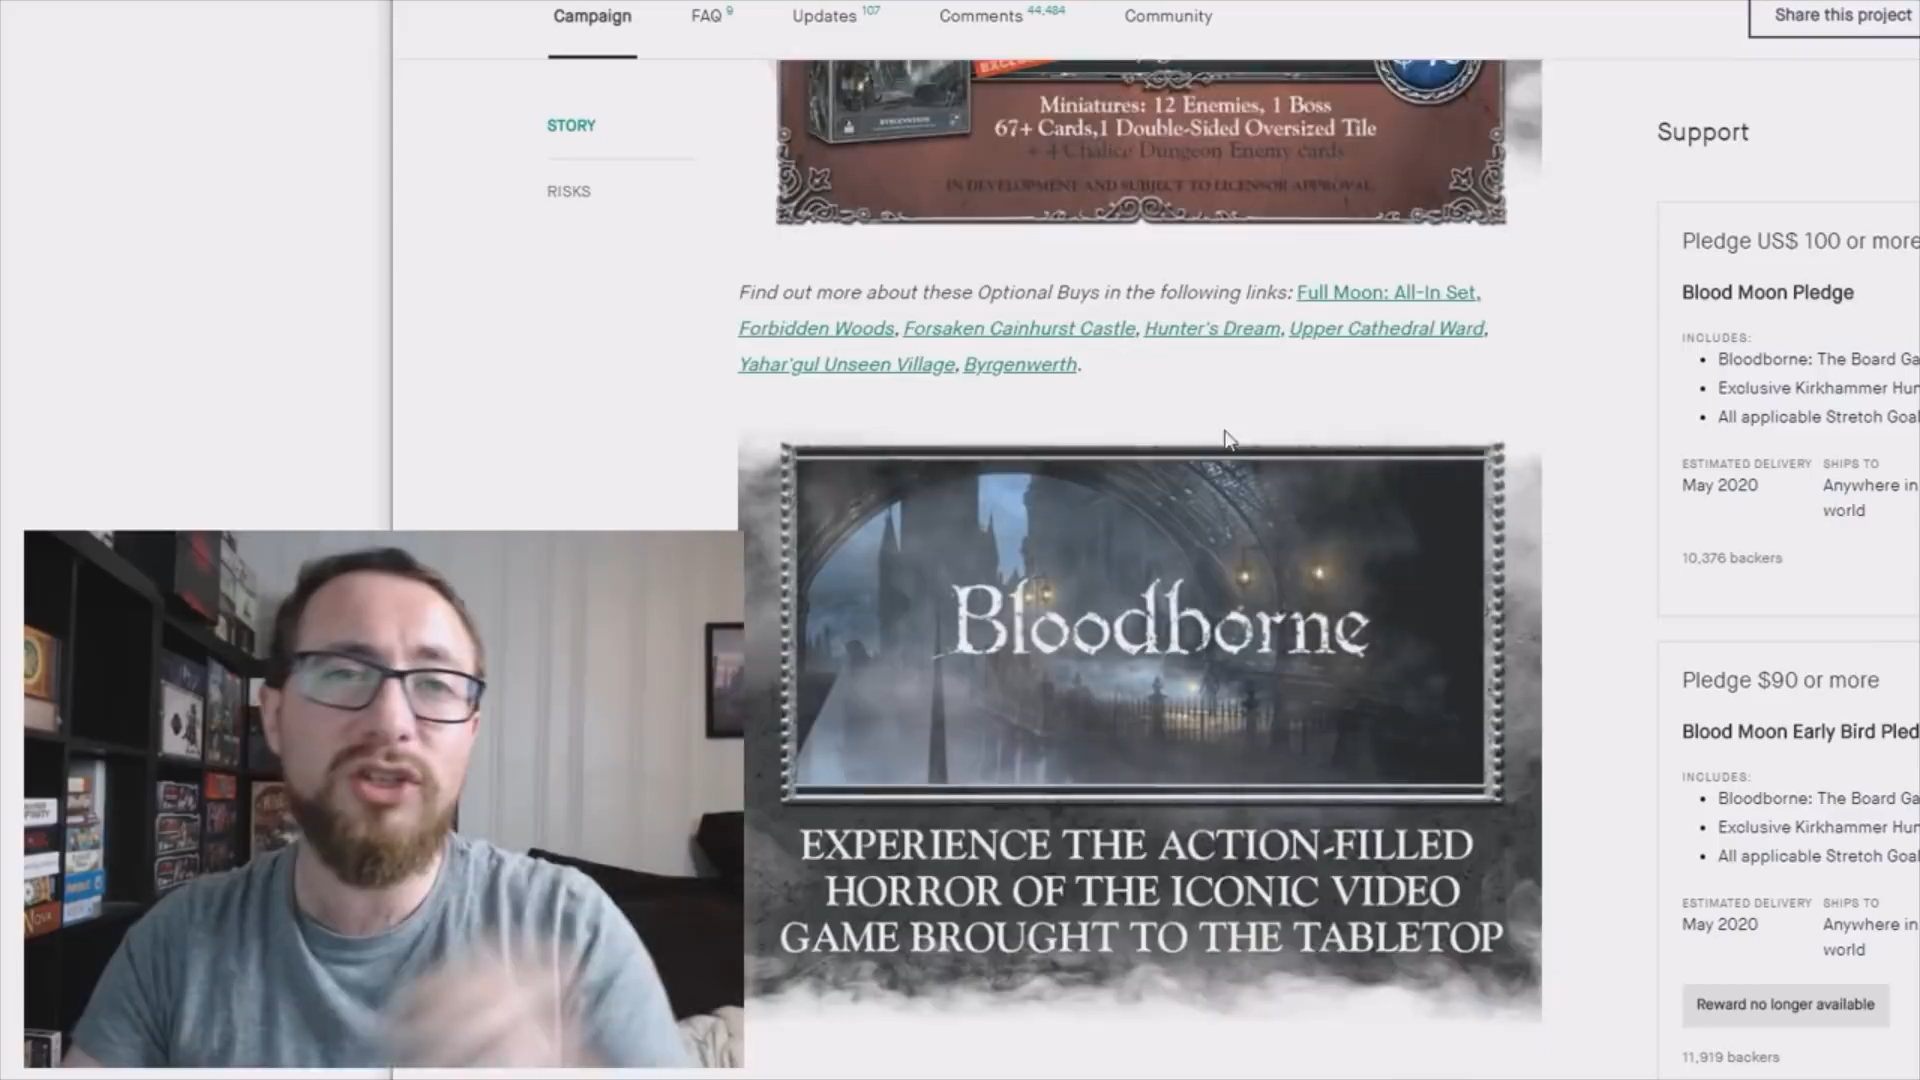 Campaign
FAQ 9
Updates 107
Comments 44,484
Community
Share this project
STORY
RISKS
Miniatures: 12 Enemies, 1 Boss
67+ Cards,1 Double-Sided Oversized Tile
+ 4 Chalice Dungeon Enemy cards
IN DEVELOPMENT AND SUBJECT TO LICENSOR APPROVAL
Find out more about these Optional Buys in the following links: Full Moon: All-In Set,
Forbidden Woods, Forsaken Cainhurst Castle, Hunter's Dream, Upper Cathedral Ward,
Yahar'gul Unseen Village, Byrgenwerth.
Bloodborne
EXPERIENCE THE ACTION-FILLED
HORROR OF THE ICONIC VIDEO
GAME BROUGHT TO THE TABLETOP
Support
Pledge US$ 100 or more
Blood Moon Pledge
INCLUDES:
• Bloodborne: The Board Ga
• Exclusive Kirkhammer Hun
• All applicable Stretch Goal
ESTIMATED DELIVERY
May 2020
SHIPS TO
Anywhere in
world
10,376 backers
Pledge $90 or more
Blood Moon Early Bird Pled
INCLUDES:
• Bloodborne: The Board Ga
• Exclusive Kirkhammer Hun
• All applicable Stretch Goal
ESTIMATED DELIVERY
May 2020
SHIPS TO
Anywhere in
world
Reward no longer available
11,919 backers